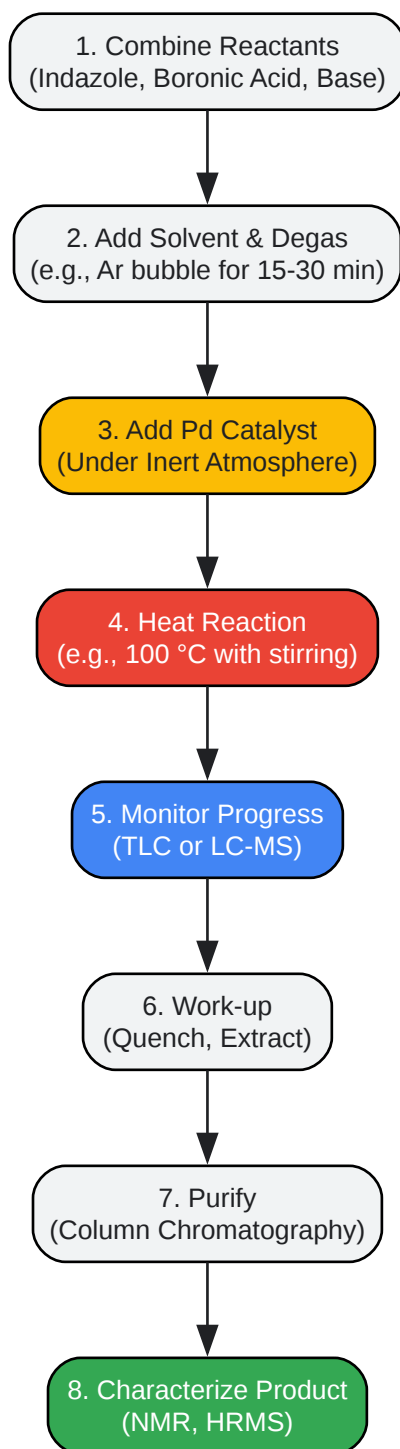 1. Combine Reactants
(Indazole, Boronic Acid, Base)
2. Add Solvent & Degas
(e.g., Ar bubble for 15-30 min)
3. Add Pd Catalyst
(Under Inert Atmosphere)
4. Heat Reaction
(e.g., 100 °C with stirring)
5. Monitor Progress
(TLC or LC-MS)
6. Work-up
(Quench, Extract)
7. Purify
(Column Chromatography)
8. Characterize Product
(NMR, HRMS)